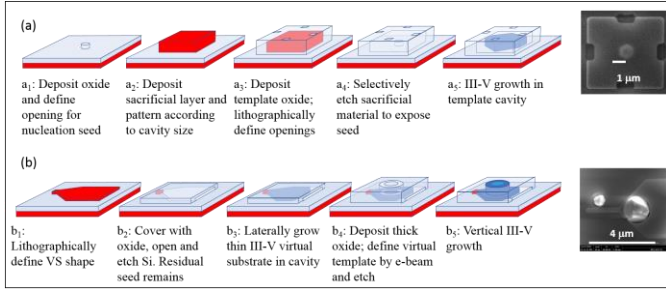 (a)
a₁: Deposit oxide
and define
opening for
nucleation seed
a₂: Deposit
sacrificial layer and
pattern according
to cavity size
a₃: Deposit
template oxide;
lithographically
define openings
a₄: Selectively
etch sacrificial
material to expose
seed
a₅: III-V growth in
template cavity
1 μm
(b)
b₁:
Lithographically
define VS shape
b₂: Cover with
oxide, open and
etch Si. Residual
seed remains
b₃: Laterally grow
thin III-V virtual
substrate in cavity
b₄: Deposit thick
oxide; define virtual
template by e-beam
and etch
b₅: Vertical III-V
growth
4 μm